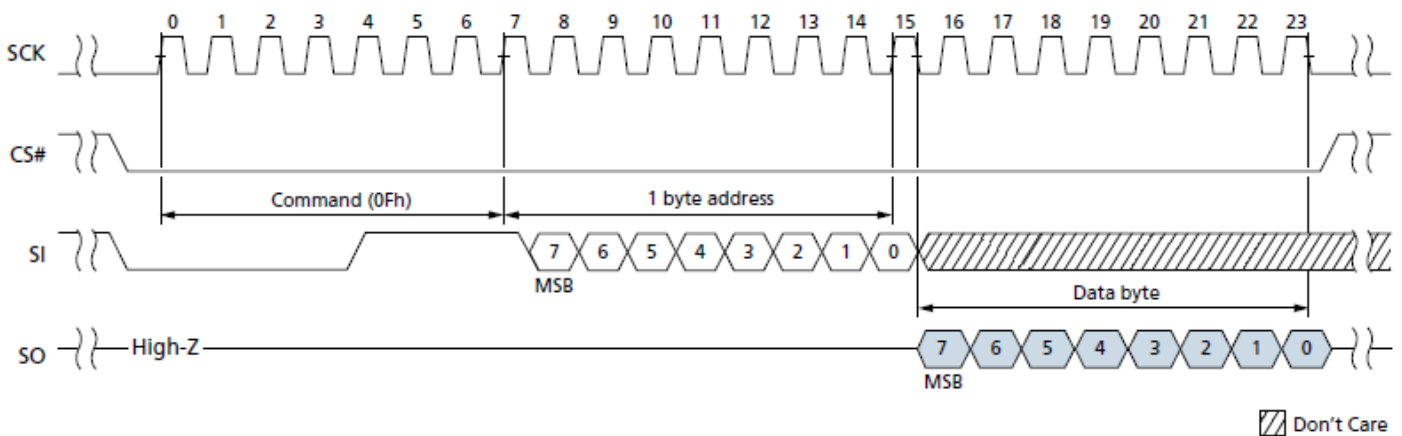 0 1 2 3 4 5 6 7 8 9 10 11 12 13 14 15 16 17 18 19 20 21 22 23
SCK
CS#
Command (0Fh) 1 byte address
SI 7 6 5 4 3 2 1 0
MSB Data byte
SO High-Z 7 6 5 4 3 2 1 0
MSB
Don't Care